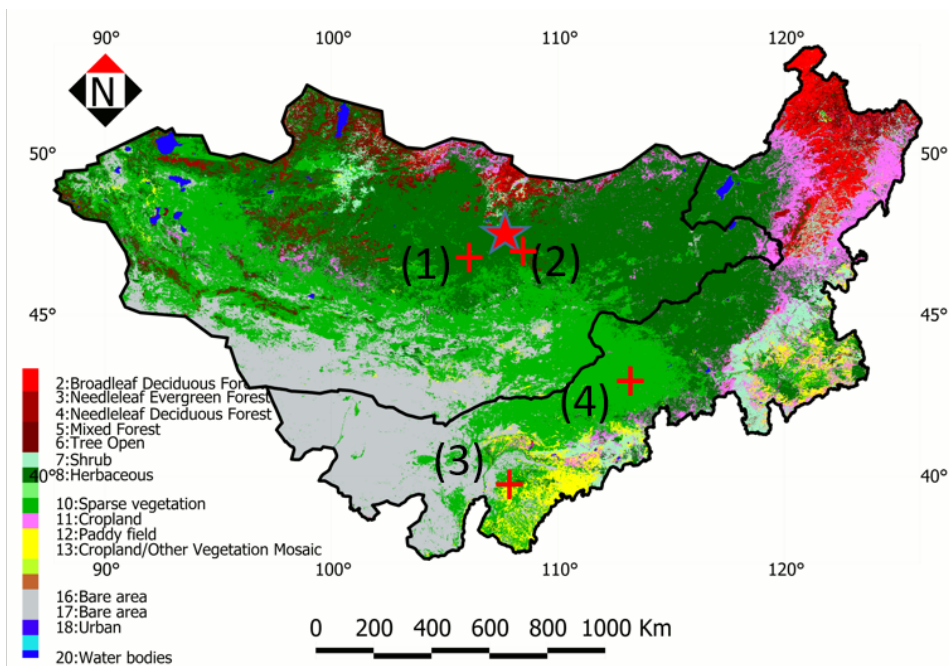 90° 100° 110° 120°
N
50° 50°
(1) (2)
45° 45°
(4)
(3)
2:Broadleaf Deciduous Fore
3:Needleleaf Evergreen Forest
4:Needleleaf Deciduous Forest
5:Mixed Forest
6:Tree Open
7:Shrub
40° 8:Herbaceous 40°
10:Sparse vegetation
11:Cropland
12:Paddy field
13:Cropland/Other Vegetation Mosaic
90° 100° 110° 120°
16:Bare area
17:Bare area
18:Urban
0 200 400 600 800 1000 Km
20:Water bodies